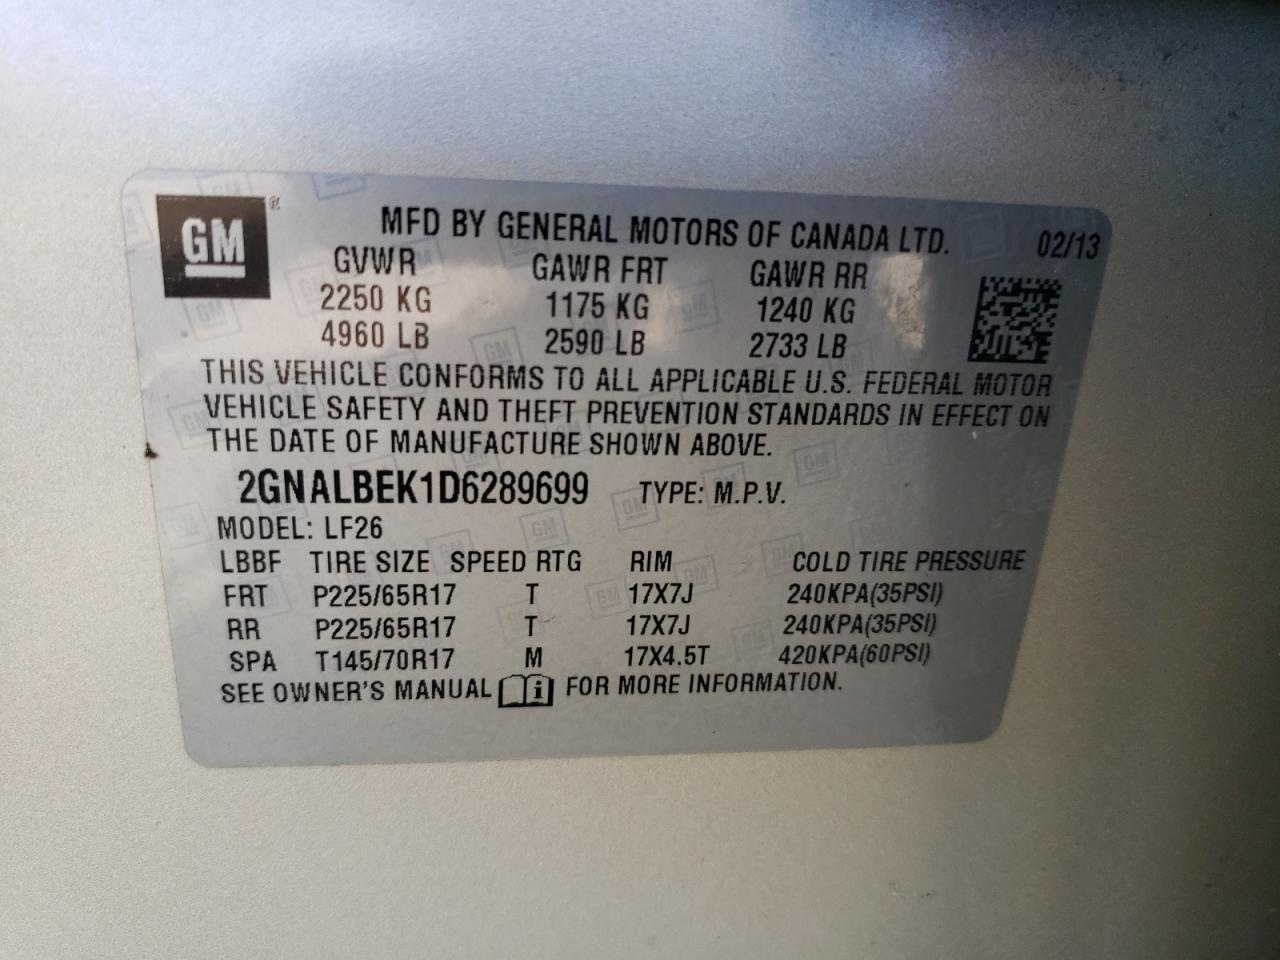 GM®
MFD BY GENERAL MOTORS OF CANADA LTD. 02/13
GVWR GAWR FRT GAWR RR
2250 KG 1175 KG 1240 KG
4960 LB 2590 LB 2733 LB
THIS VEHICLE CONFORMS TO ALL APPLICABLE U.S. FEDERAL MOTOR
VEHICLE SAFETY AND THEFT PREVENTION STANDARDS IN EFFECT ON
THE DATE OF MANUFACTURE SHOWN ABOVE.
2GNALBEK1D6289699 TYPE: M.P.V.
MODEL: LF26
LBBF TIRE SIZE SPEED RTG RIM COLD TIRE PRESSURE
FRT P225/65R17 T 17X7J 240KPA(35PSI)
RR P225/65R17 T 17X7J 240KPA(35PSI)
SPA T145/70R17 M 17X4.5T 420KPA(60PSI)
SEE OWNER'S MANUAL i FOR MORE INFORMATION.